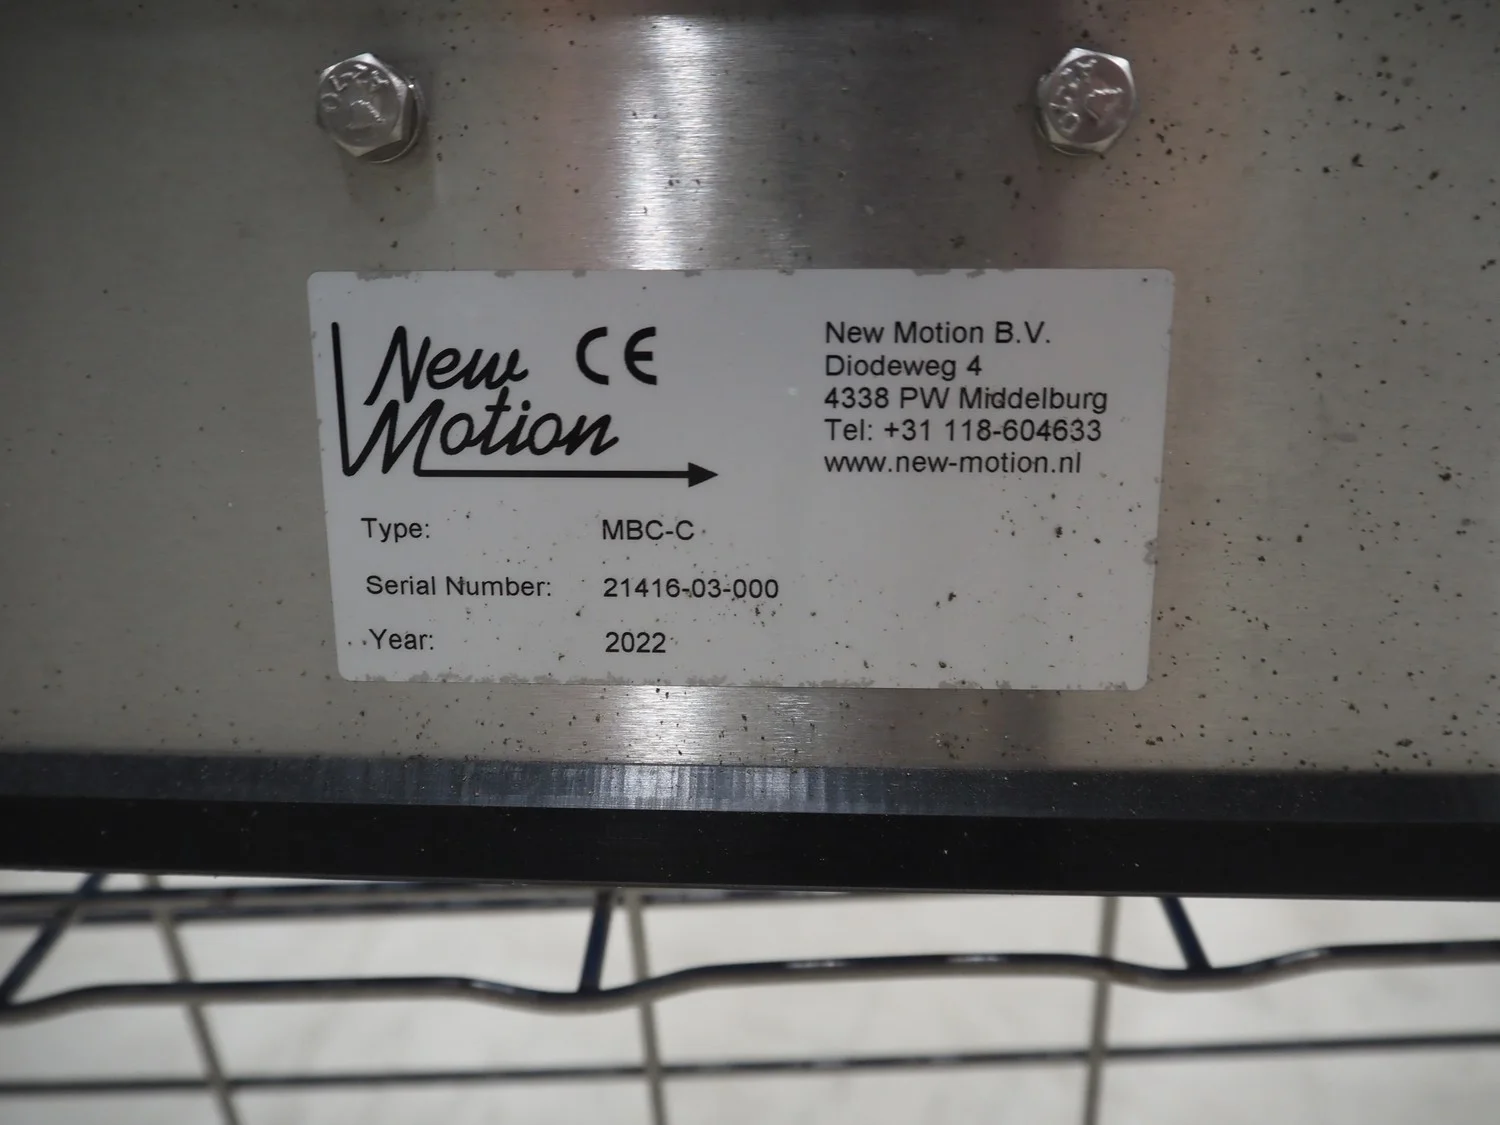 New
Motion
CE
New Motion B.V.
Diodeweg 4
4338 PW Middelburg
Tel: +31 118-604633
www.new-motion.nl
Type: MBC-C
Serial Number: 21416-03-000
Year: 2022